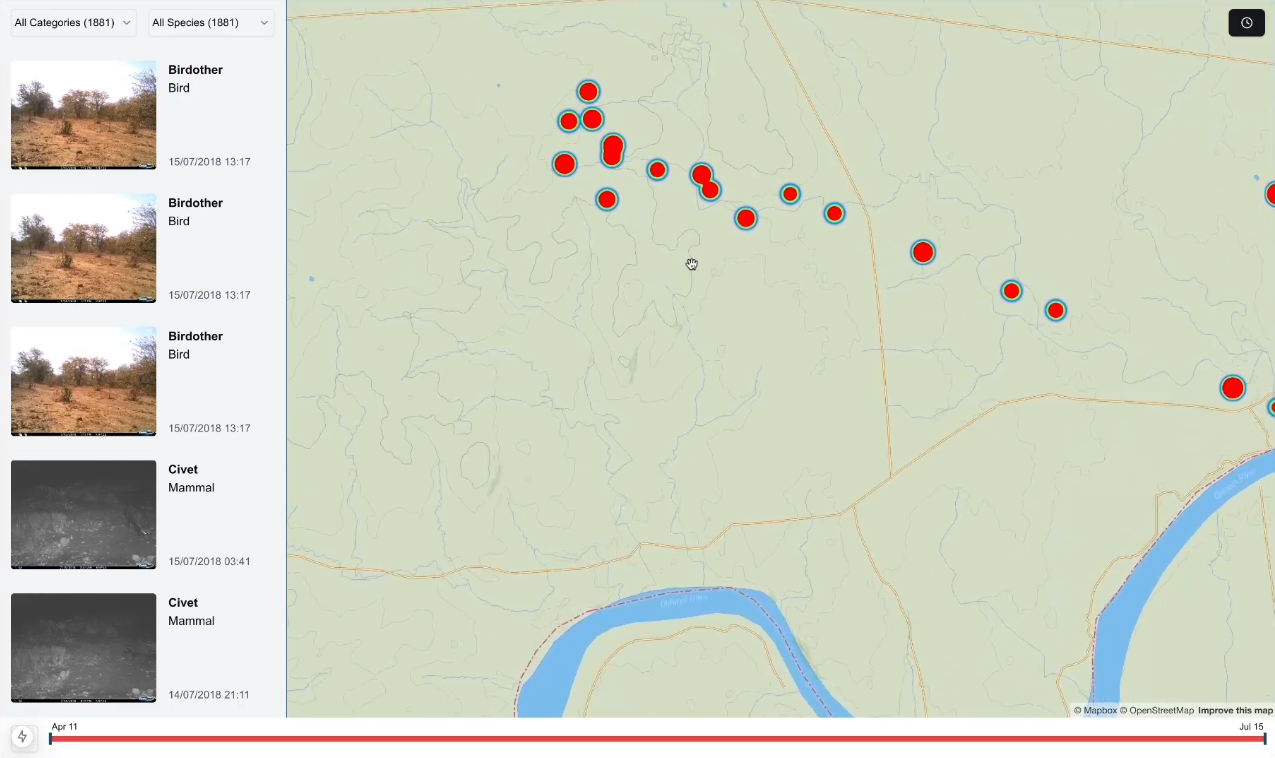 All Categories (1881)
All Species (1881)
Birdother
Bird
15/07/2018 13:17
Birdother
Bird
15/07/2018 13:17
Birdother
Bird
15/07/2018 13:17
Civet
Mammal
15/07/2018 03:41
Civet
Mammal
14/07/2018 21:11
© Mapbox © OpenStreetMap Improve this map
Apr 11
Jul 15